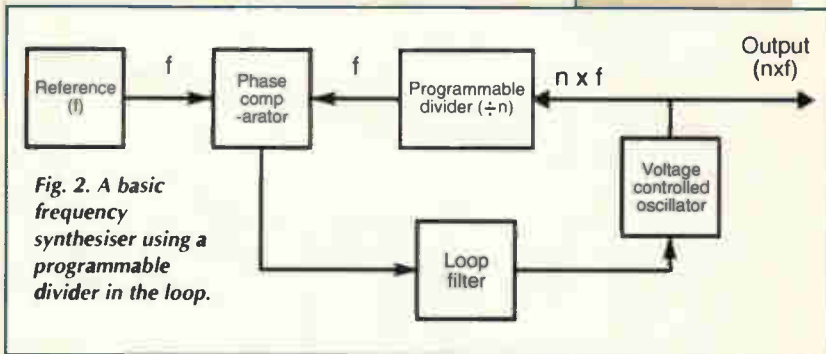 Reference
(f)
f
Phase
comp
-arator
f
Programmable
divider (÷n)
n x f
Output
(nxf)
Voltage
controlled
oscillator
Loop
filter
Fig. 2. A basic
frequency
synthesiser using a
programmable
divider in the loop.